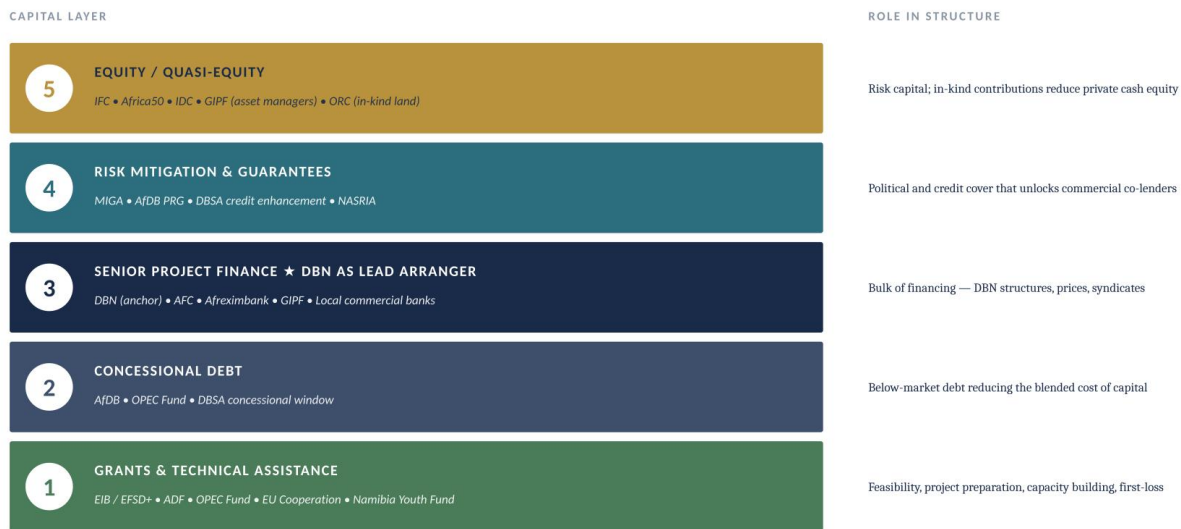 CAPITAL LAYER
ROLE IN STRUCTURE
5
EQUITY / QUASI-EQUITY
IFC • Africa50 • IDC • GIPF (asset managers) • ORC (in-kind land)
Risk capital; in-kind contributions reduce private cash equity
4
RISK MITIGATION & GUARANTEES
MIGA • AfDB PRG • DBSA credit enhancement • NASRIA
Political and credit cover that unlocks commercial co-lenders
3
SENIOR PROJECT FINANCE ★ DBN AS LEAD ARRANGER
DBN (anchor) • AFC • Afreximbank • GIPF • Local commercial banks
Bulk of financing — DBN structures, prices, syndicates
2
CONCESSIONAL DEBT
AfDB • OPEC Fund • DBSA concessional window
Below-market debt reducing the blended cost of capital
1
GRANTS & TECHNICAL ASSISTANCE
EIB / EFSD+ • ADF • OPEC Fund • EU Cooperation • Namibia Youth Fund
Feasibility, project preparation, capacity building, first-loss